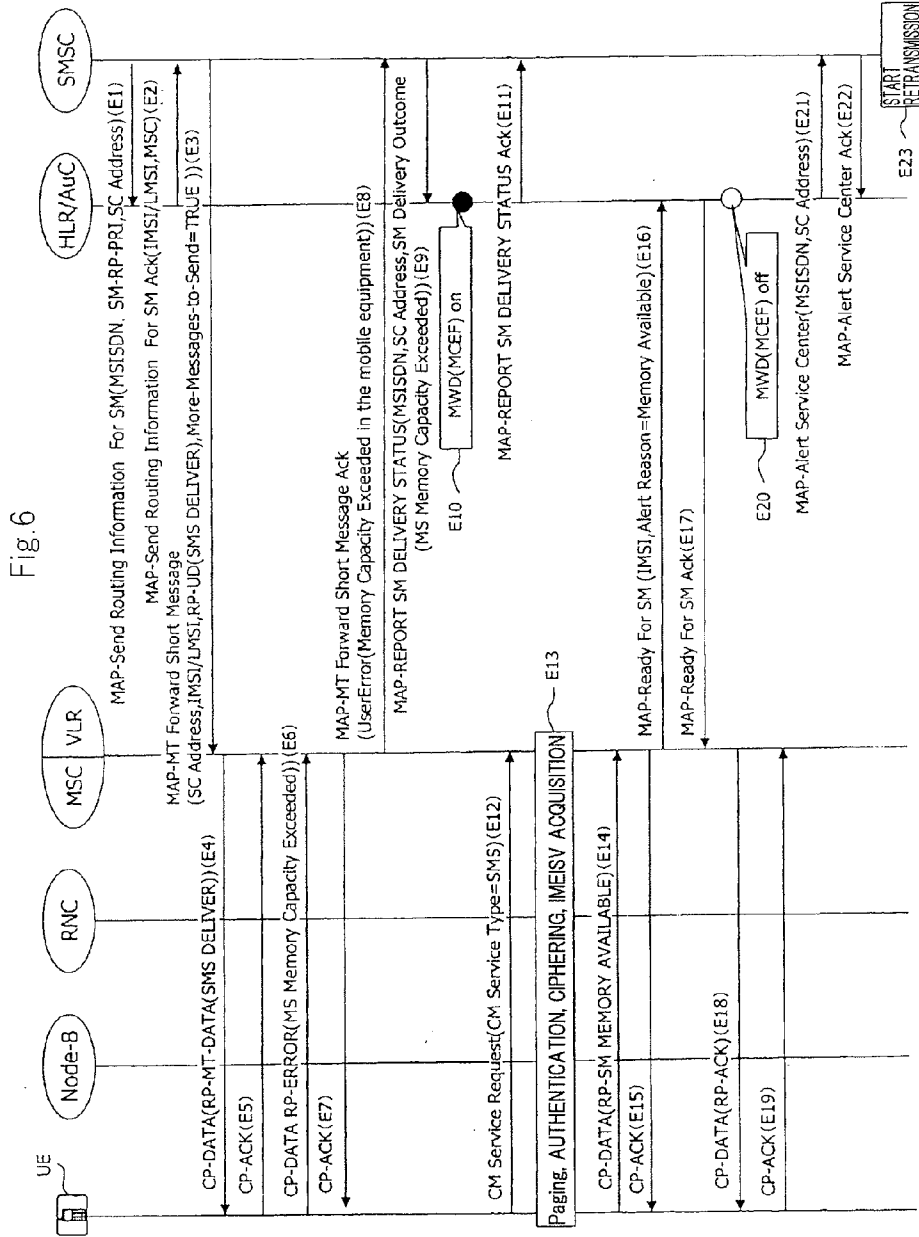 Fig.6
UE
Node-B
RNC
MSC VLR
HLR/AuC
SMSC
MAP-Send Routing Information For SM(MSISDN, SM-RP-PRI,SC Address)(E1)
MAP-Send Routing Information For SM Ack(IMSI/LMSI,MSC)(E2)
MAP-MT Forward Short Message
(SC Address,IMSI/LMSI,RP-UD(SMS DELIVER),More-Messages-to-Send=TRUE ))(E3)
CP-DATA(RP-MT-DATA(SMS DELIVER))(E4)
CP-ACK(E5)
CP-DATA RP-ERROR(MS Memory Capacity Exceeded))(E6)
CP-ACK(E7)
MAP-MT Forward Short Message Ack
(UserError(Memory Capacity Exceeded in the mobile equipment))(E8)
MAP-REPORT SM DELIVERY STATUS(MSISDN,SC Address,SM Delivery Outcome
(MS Memory Capacity Exceeded))(E9)
E10
MWD(MCEF) on
MAP-REPORT SM DELIVERY STATUS Ack(E11)
CM Service Request(CM Service Type=SMS)(E12)
Paging, AUTHENTICATION, CIPHERING, IMEISV ACQUISITION
E13
CP-DATA(RP-SM MEMORY AVAILABLE)(E14)
CP-ACK(E15)
MAP-Ready For SM (IMSI,Alert Reason=Memory Available)(E16)
MAP-Ready For SM Ack(E17)
CP-DATA(RP-ACK)(E18)
CP-ACK(E19)
E20
MWD(MCEF) off
MAP-Alert Service Center(MSISDN,SC Address)(E21)
MAP-Alert Service Center Ack(E22)
E23
START
RETRANSMISSION